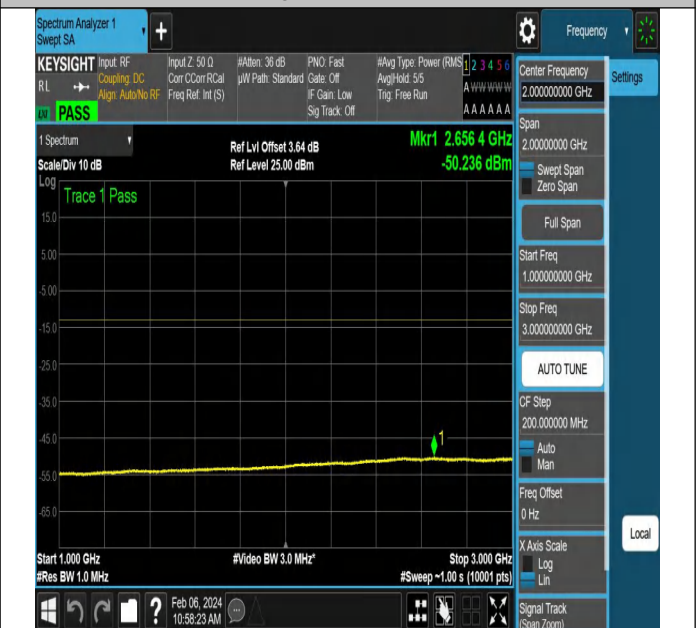 Spectrum Analyzer 1
Swept SA
+
Frequency
KEYSIGHT
RL
PASS
Input: RF
Coupling: DC
Align: Auto/No RF
Input Z: 50 Ω
Corr CCorr RCal
Freq Ref: Int (S)
#Atten: 36 dB
µW Path: Standard
PNO: Fast
Gate: Off
IF Gain: Low
Sig Track: Off
#Avg Type: Power (RMS
Avg|Hold: 5/5
Trig: Free Run
1 2 3 4 5 6
A W W W W W
A A A A A A
1 Spectrum
Scale/Div 10 dB
Ref Lvl Offset 3.64 dB
Ref Level 25.00 dBm
Mkr1 2.656 4 GHz
-50.236 dBm
Log
Trace 1 Pass
15.0
5.00
-5.00
-15.0
-25.0
-35.0
-45.0
-55.0
-65.0
1
Start 1.000 GHz
#Res BW 1.0 MHz
#Video BW 3.0 MHz*
Stop 3.000 GHz
#Sweep ~1.00 s (10001 pts)
?
Feb 06, 2024
10:58:23 AM
Center Frequency
2.000000000 GHz
Settings
Span
2.00000000 GHz
Swept Span
Zero Span
Full Span
Start Freq
1.000000000 GHz
Stop Freq
3.000000000 GHz
AUTO TUNE
CF Step
200.000000 MHz
Auto
Man
Freq Offset
0 Hz
Local
X Axis Scale
Log
Lin
Signal Track
(Span Zoom)